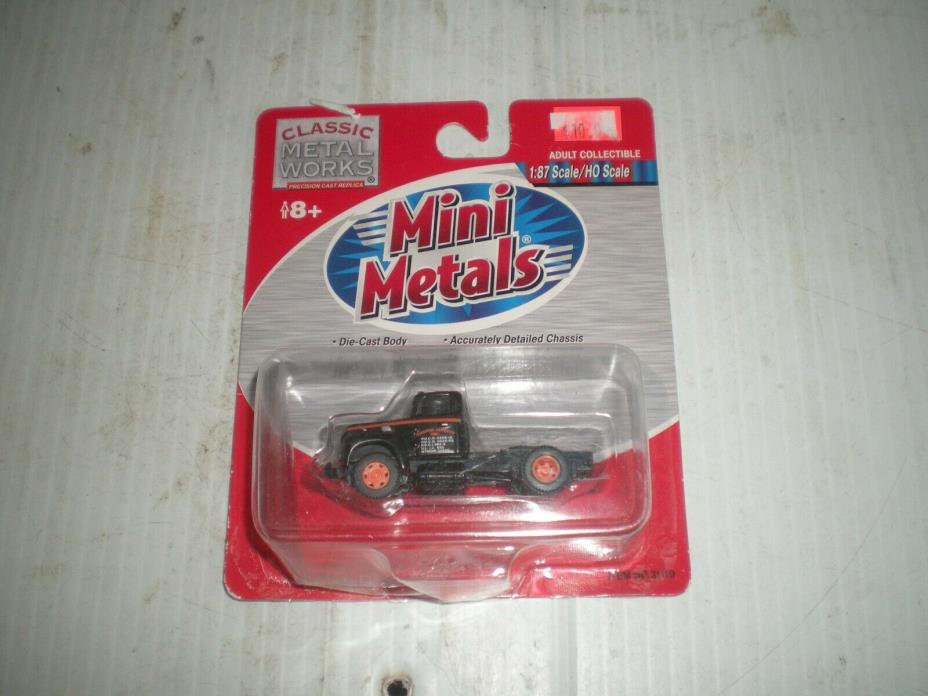 CLASSIC
METAL
WORKS®
PRECISION CAST REPLICA
8+
ADULT COLLECTIBLE
1:87 Scale/HO Scale
Mini
Metals®
• Die-Cast Body • Accurately Detailed Chassis